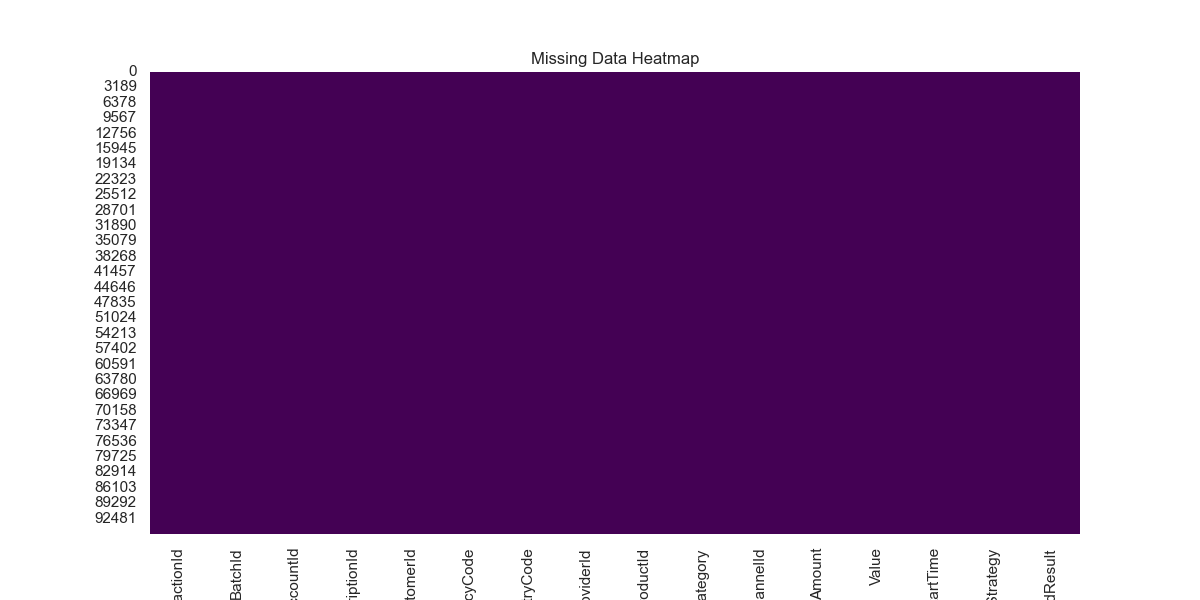 Missing Data Heatmap
0
3189
6378
9567
12756
15945
19134
22323
25512
28701
31890
35079
38268
41457
44646
47835
51024
54213
57402
60591
63780
66969
70158
73347
76536
79725
82914
86103
89292
92481
actionId
BatchId
ccountId
riptionId
tomerId
cyCode
tryCode
oviderId
oductId
ategory
annelId
Amount
Value
artTime
Strategy
dResult